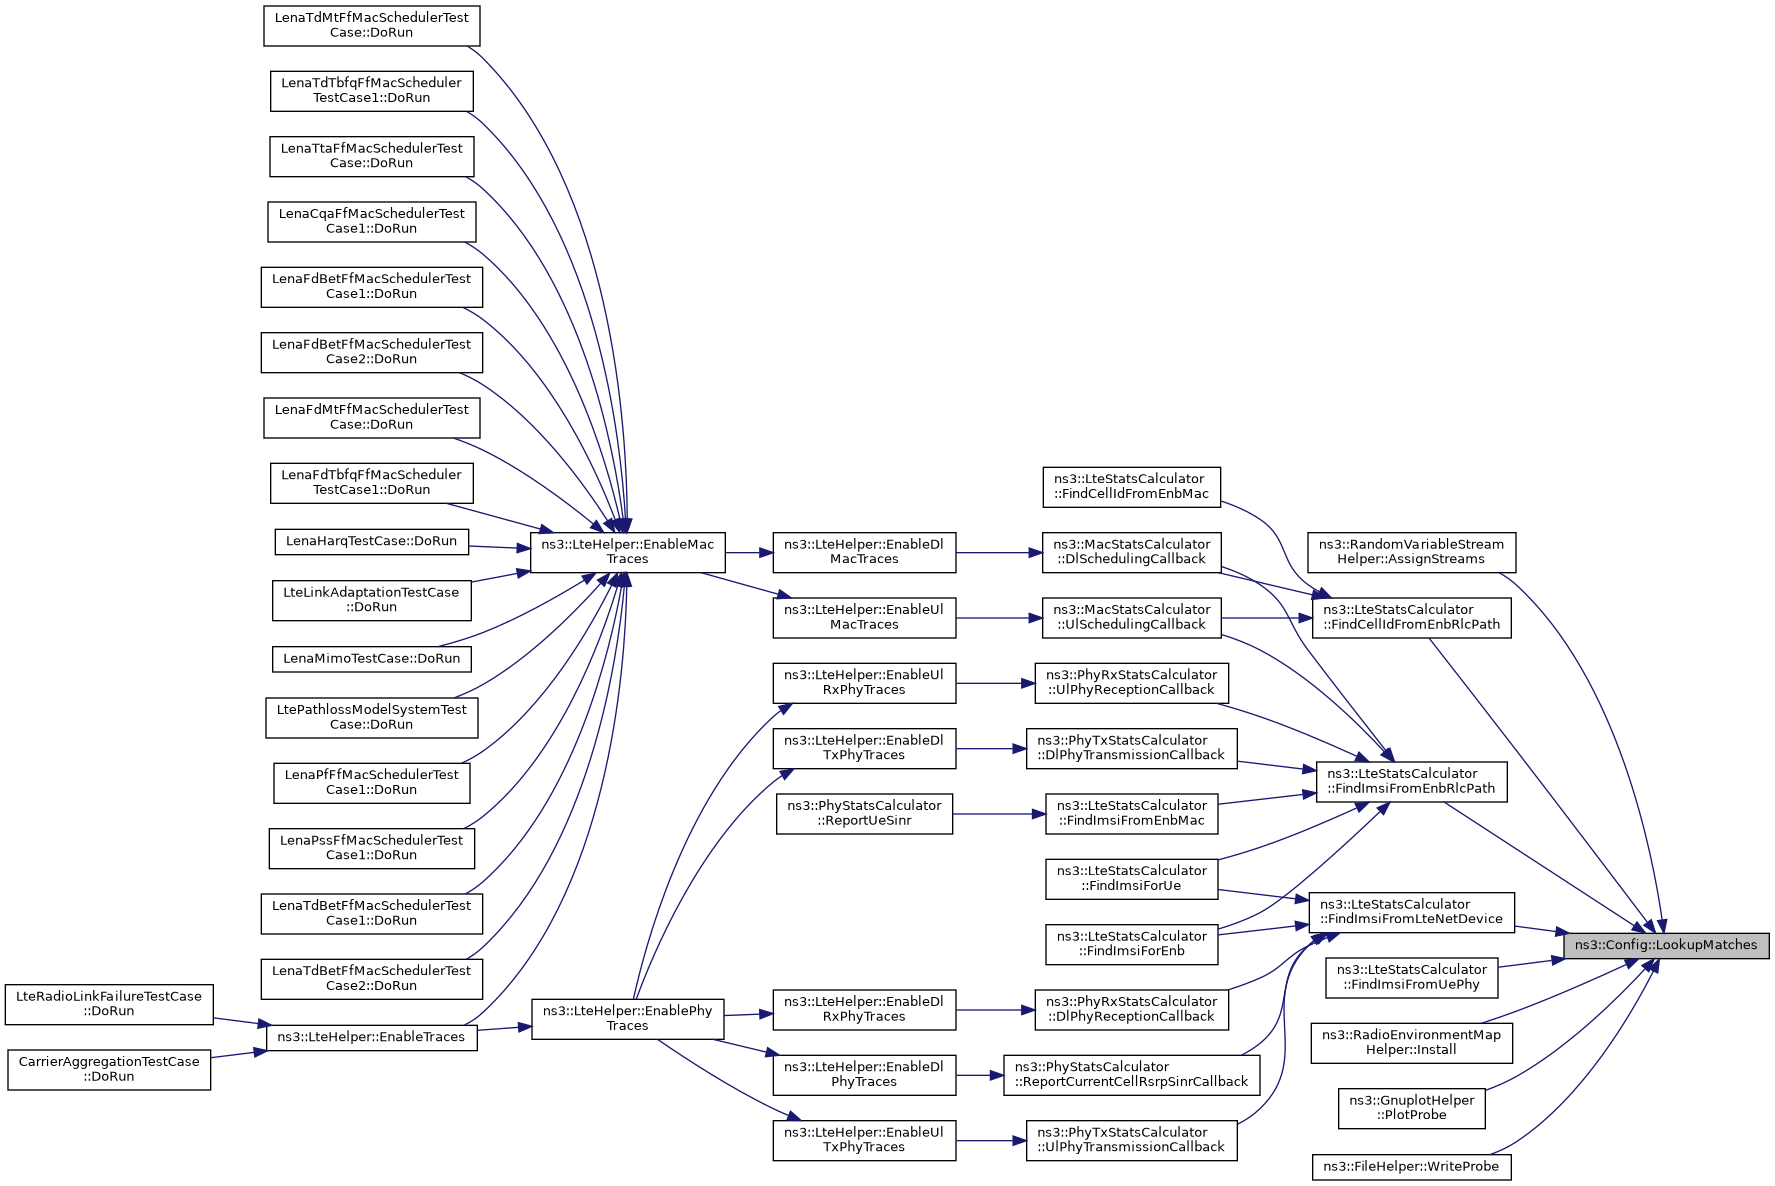 LenaTdMtFfMacSchedulerTest
Case::DoRun
LenaTdTbfqFfMacScheduler
TestCase1::DoRun
LenaTtaFfMacSchedulerTest
Case::DoRun
LenaCqaFfMacSchedulerTest
Case1::DoRun
LenaFdBetFfMacSchedulerTest
Case1::DoRun
LenaFdBetFfMacSchedulerTest
Case2::DoRun
LenaFdMtFfMacSchedulerTest
Case::DoRun
LenaFdTbfqFfMacScheduler
TestCase1::DoRun
LenaHarqTestCase::DoRun
LteLinkAdaptationTestCase
::DoRun
LenaMimoTestCase::DoRun
LtePathlossModelSystemTest
Case::DoRun
LenaPfFfMacSchedulerTest
Case1::DoRun
LenaPssFfMacSchedulerTest
Case1::DoRun
LenaTdBetFfMacSchedulerTest
Case1::DoRun
LenaTdBetFfMacSchedulerTest
Case2::DoRun
LteRadioLinkFailureTestCase
::DoRun
CarrierAggregationTestCase
::DoRun
ns3::LteHelper::EnableTraces
ns3::LteHelper::EnableMac
Traces
ns3::LteHelper::EnablePhy
Traces
ns3::LteHelper::EnableDl
MacTraces
ns3::LteHelper::EnableUl
MacTraces
ns3::LteHelper::EnableUl
RxPhyTraces
ns3::LteHelper::EnableDl
TxPhyTraces
ns3::PhyStatsCalculator
::ReportUeSinr
ns3::LteHelper::EnableDl
RxPhyTraces
ns3::LteHelper::EnableDl
PhyTraces
ns3::LteHelper::EnableUl
TxPhyTraces
ns3::LteStatsCalculator
::FindCellIdFromEnbMac
ns3::MacStatsCalculator
::DlSchedulingCallback
ns3::MacStatsCalculator
::UlSchedulingCallback
ns3::PhyRxStatsCalculator
::UlPhyReceptionCallback
ns3::PhyTxStatsCalculator
::DlPhyTransmissionCallback
ns3::LteStatsCalculator
::FindImsiFromEnbMac
ns3::LteStatsCalculator
::FindImsiForUe
ns3::LteStatsCalculator
::FindImsiForEnb
ns3::PhyRxStatsCalculator
::DlPhyReceptionCallback
ns3::PhyStatsCalculator
::ReportCurrentCellRsrpSinrCallback
ns3::PhyTxStatsCalculator
::UlPhyTransmissionCallback
ns3::RandomVariableStream
Helper::AssignStreams
ns3::LteStatsCalculator
::FindCellIdFromEnbRlcPath
ns3::LteStatsCalculator
::FindImsiFromEnbRlcPath
ns3::LteStatsCalculator
::FindImsiFromLteNetDevice
ns3::LteStatsCalculator
::FindImsiFromUePhy
ns3::RadioEnvironmentMap
Helper::Install
ns3::GnuplotHelper
::PlotProbe
ns3::FileHelper::WriteProbe
ns3::Config::LookupMatches